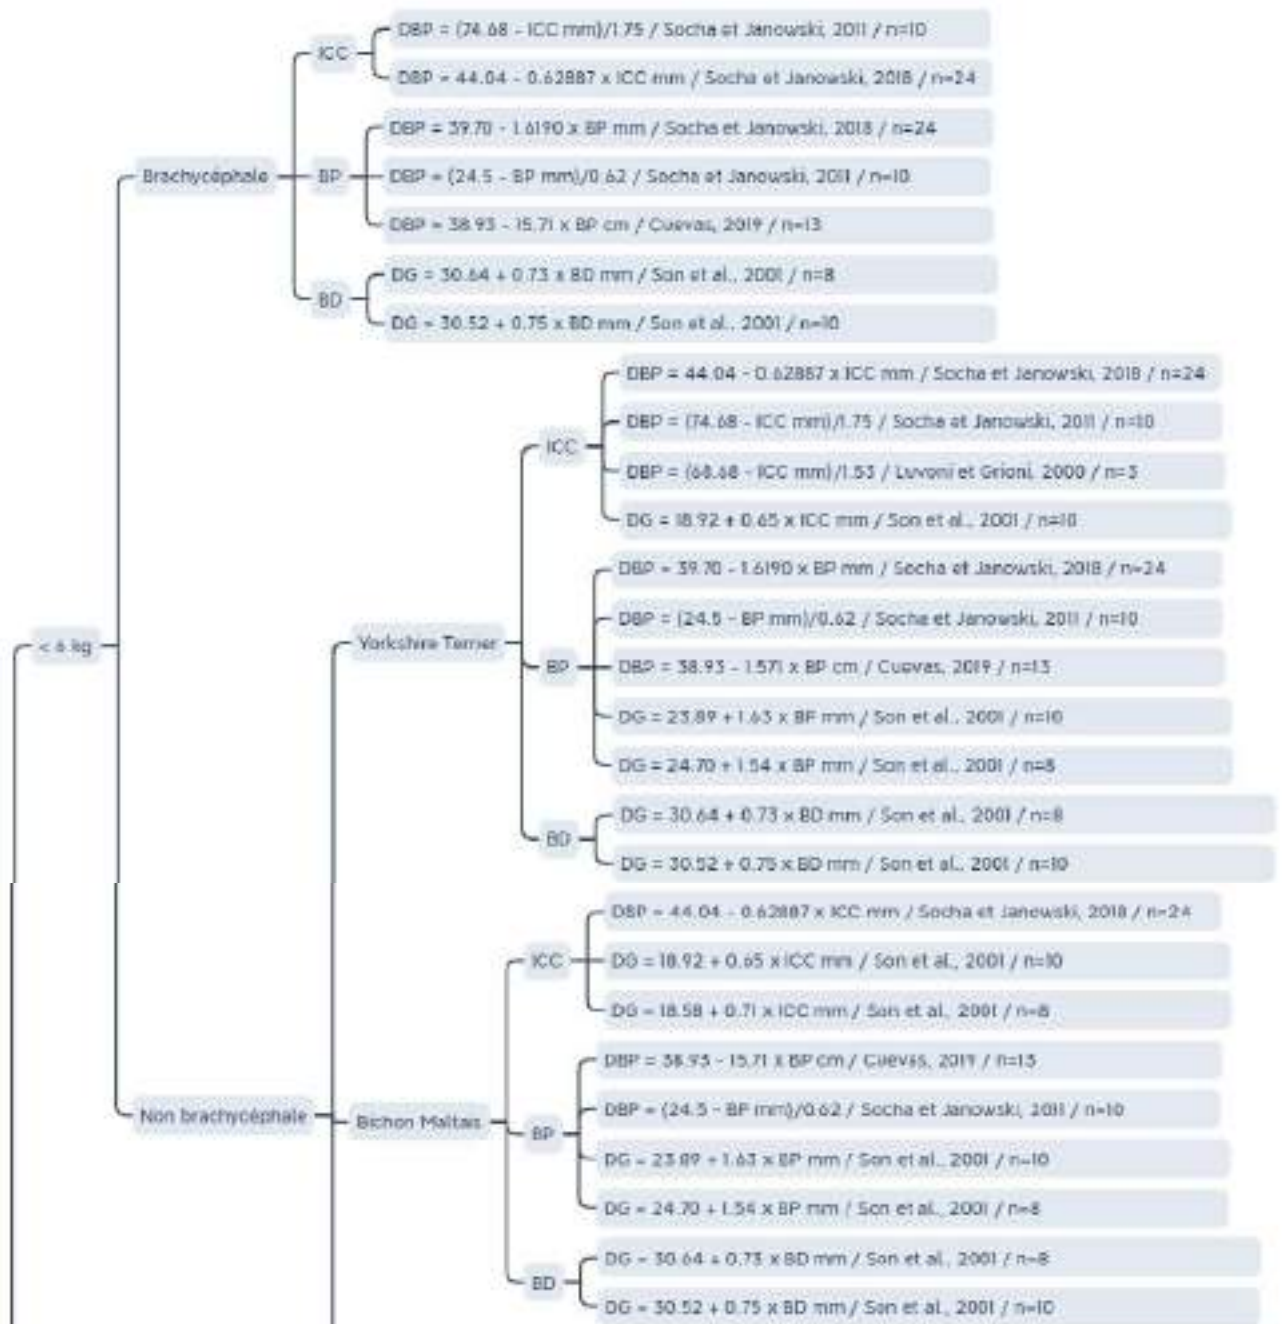 ICC
DBP = (74.68 - ICC mm)/1.75 / Socha et Janowski, 2011 / n=10
DBP = 44.04 - 0.62887 x ICC mm / Socha et Janowski, 2018 / n=24
Brachycéphale
BP
DBP = 39.70 - 1.6190 x BP mm / Socha et Janowski, 2018 / n=24
DBP = (24.5 - BP mm)/0.62 / Socha et Janowski, 2011 / n=10
DBP = 38.93 - 15.71 x BP cm / Cuevas, 2019 / n=13
BD
DG = 30.64 + 0.73 x BD mm / Son et al., 2001 / n=8
DG = 30.52 + 0.75 x BD mm / Son et al., 2001 / n=10
< 6 kg
Yorkshire Terrier
ICC
DBP = 44.04 - 0.62887 x ICC mm / Socha et Janowski, 2018 / n=24
DBP = (74.68 - ICC mm)/1.75 / Socha et Janowski, 2011 / n=10
DBP = (68.68 - ICC mm)/1.53 / Luvoni et Grioni, 2000 / n=3
DG = 18.92 + 0.65 x ICC mm / Son et al., 2001 / n=10
BP
DBP = 39.70 - 1.6190 x BP mm / Socha et Janowski, 2018 / n=24
DBP = (24.5 - BP mm)/0.62 / Socha et Janowski, 2011 / n=10
DBP = 38.93 - 1.571 x BP cm / Cuevas, 2019 / n=13
DG = 23.89 + 1.63 x BP mm / Son et al., 2001 / n=10
DG = 24.70 + 1.54 x BP mm / Son et al., 2001 / n=8
BD
DG = 30.64 + 0.73 x BD mm / Son et al., 2001 / n=8
DG = 30.52 + 0.75 x BD mm / Son et al., 2001 / n=10
Non brachycéphale
Bichon Maltais
ICC
DBP = 44.04 - 0.62887 x ICC mm / Socha et Janowski, 2018 / n=24
DG = 18.92 + 0.65 x ICC mm / Son et al., 2001 / n=10
DG = 18.58 + 0.71 x ICC mm / Son et al., 2001 / n=8
BP
DBP = 38.93 - 15.71 x BP cm / Cuevas, 2019 / n=13
DBP = (24.5 - BP mm)/0.62 / Socha et Janowski, 2011 / n=10
DG = 23.89 + 1.63 x BP mm / Son et al., 2001 / n=10
DG = 24.70 + 1.54 x BP mm / Son et al., 2001 / n=8
BD
DG = 30.64 + 0.73 x BD mm / Son et al., 2001 / n=8
DG = 30.52 + 0.75 x BD mm / Son et al., 2001 / n=10